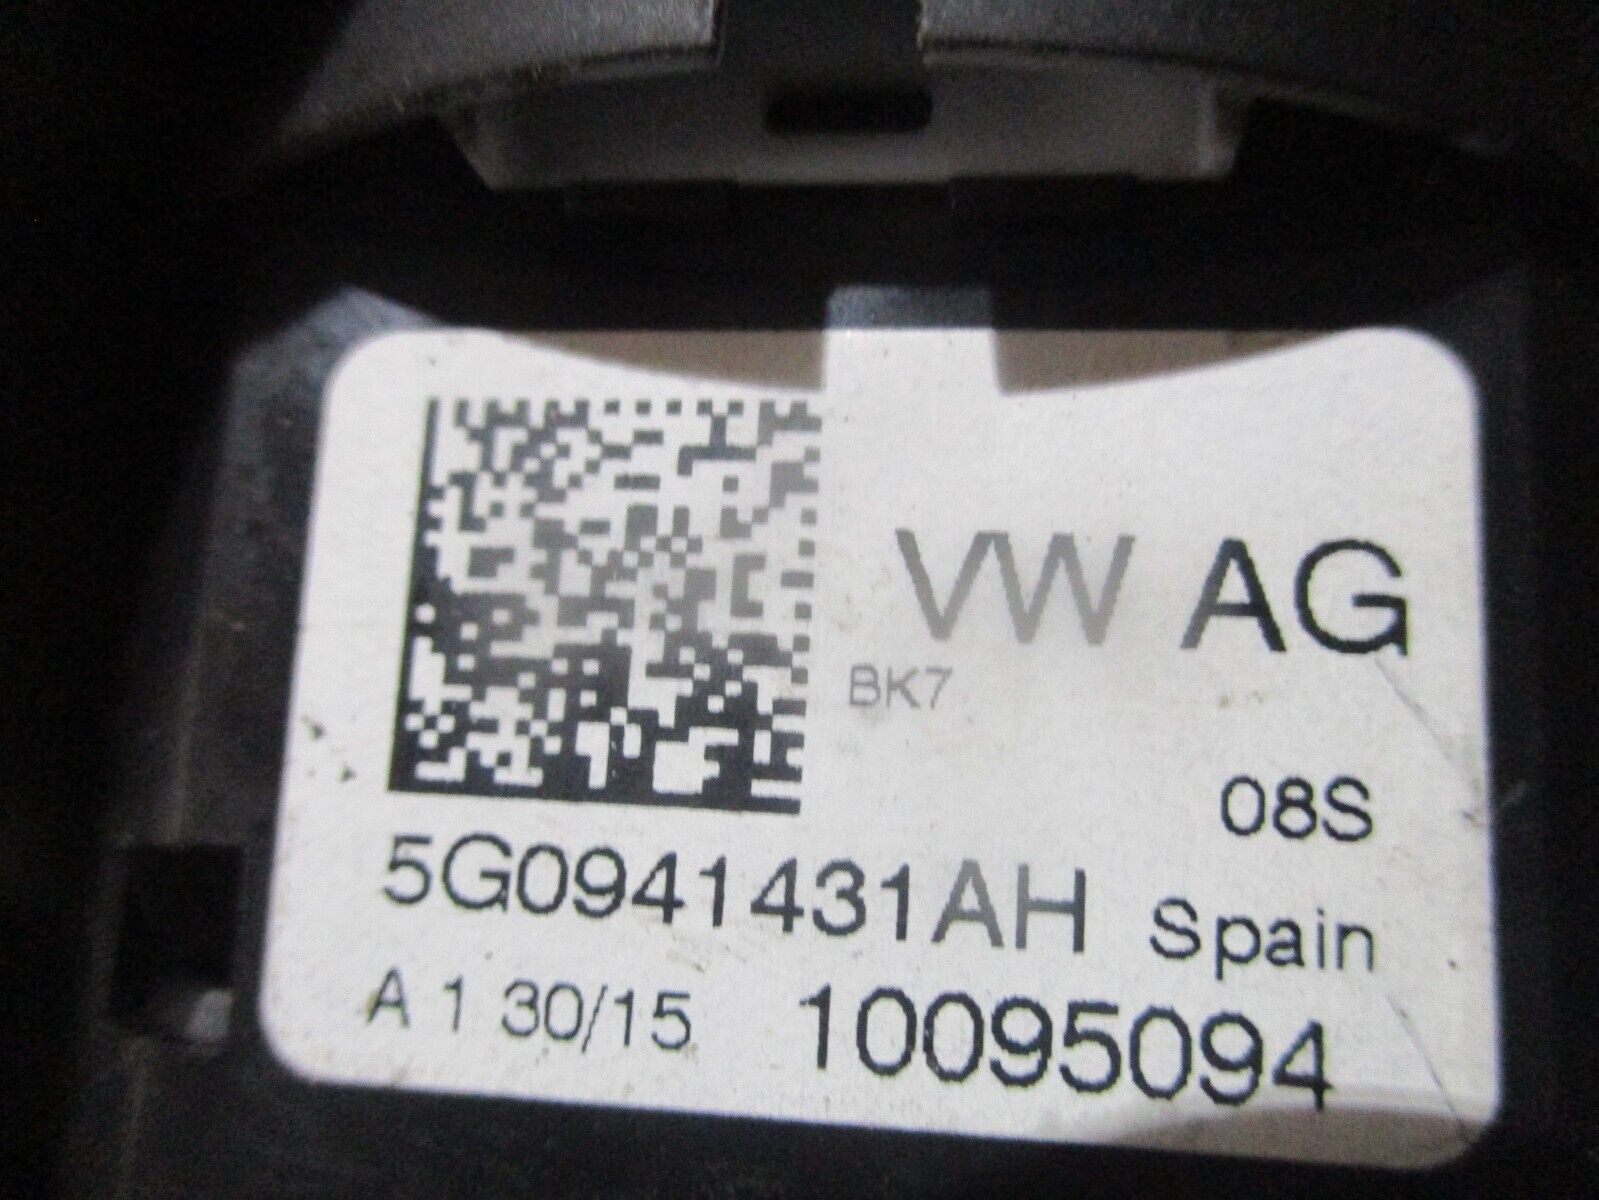 VW AG
BK7
08S
5G0941431AH Spain
A 1 30/15 10095094